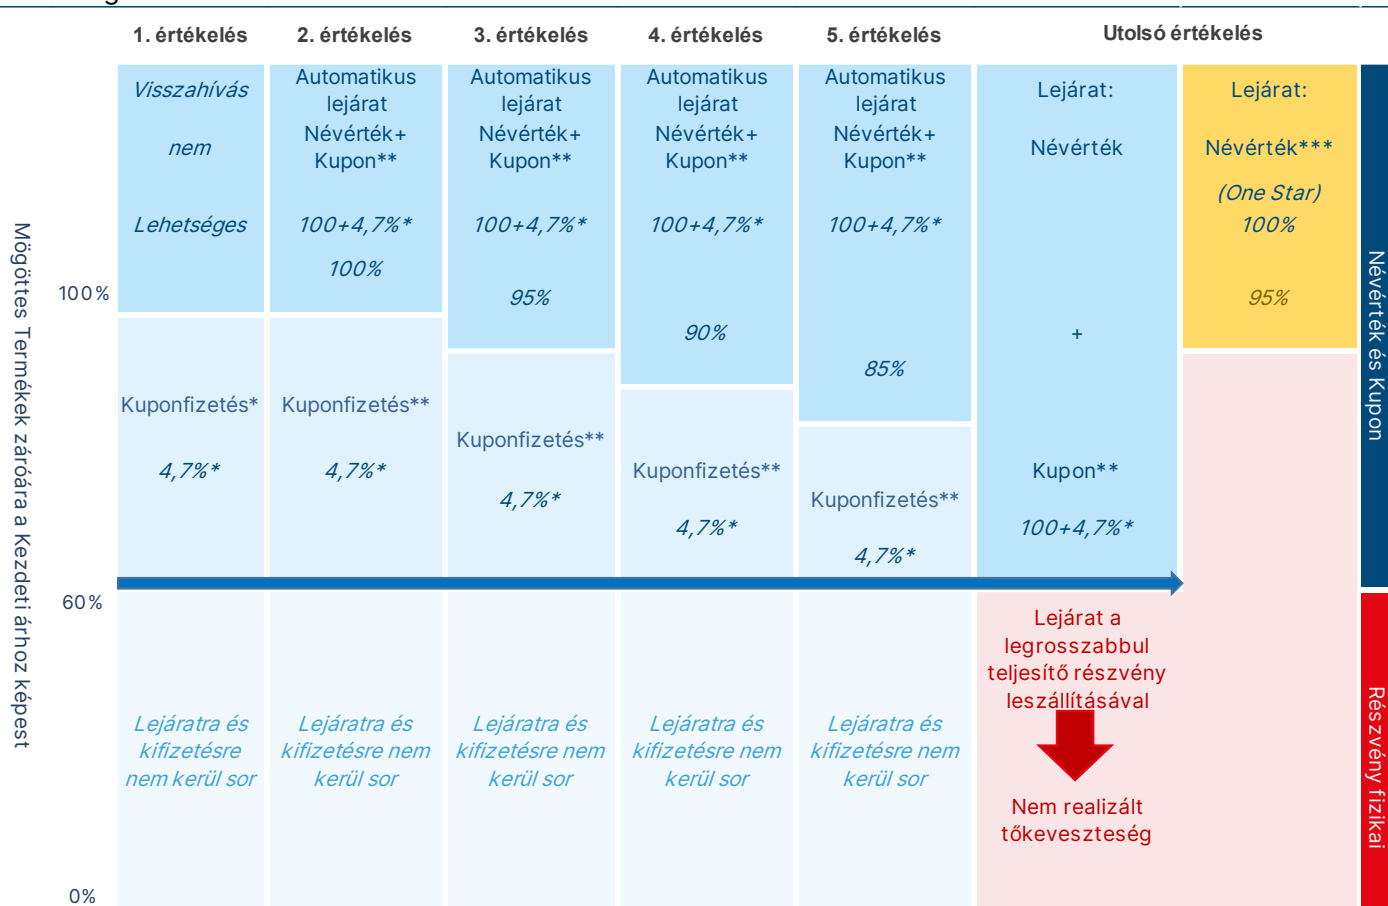 1. értékelés
2. értékelés
3. értékelés
4. értékelés
5. értékelés
Utolsó értékelés
Mögöttes Termékek záróára a Kezdeti árhoz képest
100%
60%
0%
Visszahívás
nem
Lehetséges
Kuponfizetés*
4,7%*
Lejáratra és
kifizetésre
nem kerül sor
Automatikus
lejárat
Névérték+
Kupon**
100+4,7%*
100%
Kuponfizetés**
4,7%*
Lejáratra és
kifizetésre nem
kerül sor
Automatikus
lejárat
Névérték+
Kupon**
100+4,7%*
95%
Kuponfizetés**
4,7%*
Lejáratra és
kifizetésre nem
kerül sor
Automatikus
lejárat
Névérték+
Kupon**
100+4,7%*
90%
Kuponfizetés**
4,7%*
Lejáratra és
kifizetésre nem
kerül sor
Automatikus
lejárat
Névérték+
Kupon**
100+4,7%*
85%
Kuponfizetés**
4,7%*
Lejáratra és
kifizetésre nem
kerül sor
Lejárat:
Névérték
+
Kupon**
100+4,7%*
Lejárat a
legrosszabbul
teljesítő részvény
leszállításával
Nem realizált
tőkeveszteség
Lejárat:
Névérték***
(One Star)
100%
95%
Névérték és Kupon
Részvény fizikai